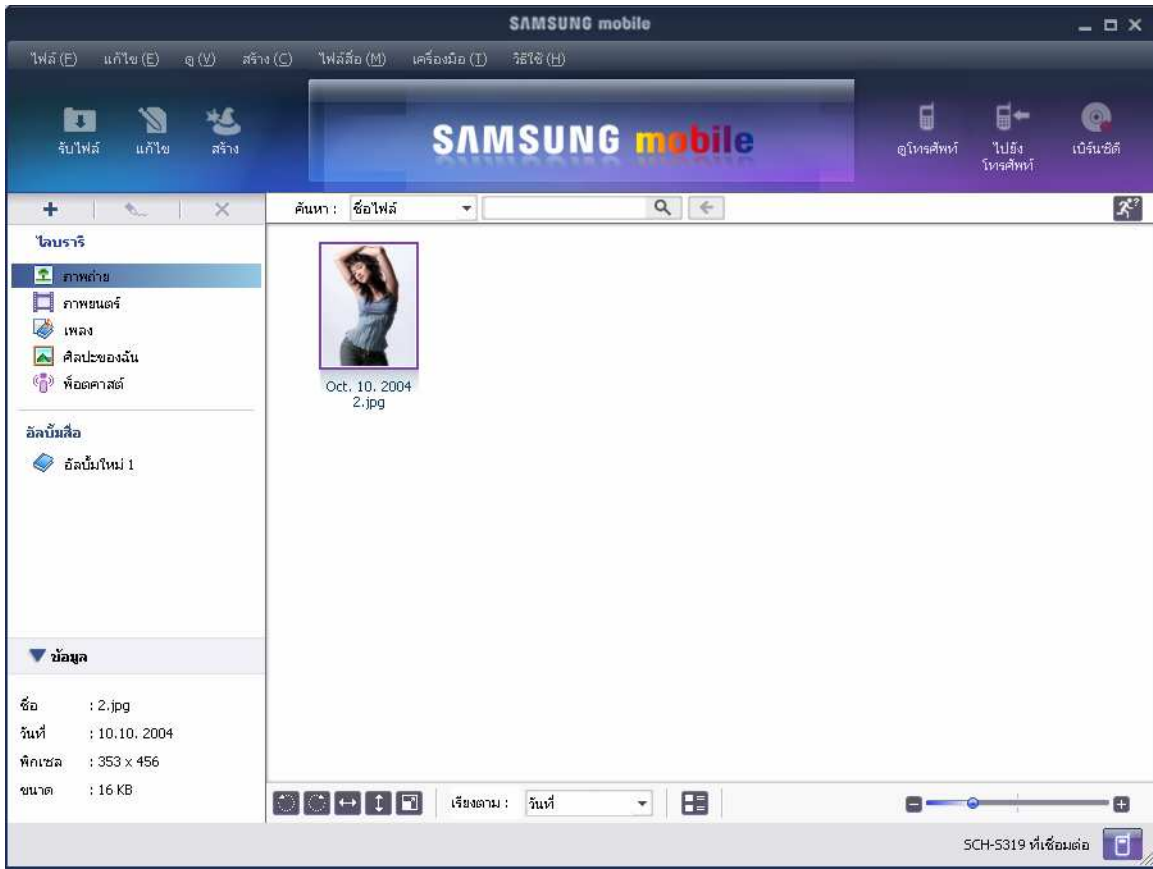 SAMSUNG mobile
ไฟล์ (F) แก้ไข (E) ดู (V) สร้าง (C) ไฟล์สื่อ (M) เครื่องมือ (T) วิธีใช้ (H)
รับไฟล์ แก้ไข สร้าง
SAMSUNG mobile
ดูโทรศัพท์ ไปยังโทรศัพท์ เบิร์นซีดี
ค้นหา : ชื่อไฟล์
ไลบรารี
ภาพถ่าย
ภาพยนตร์
เพลง
ศิลปะของฉัน
พ็อตคาสต์
Oct. 10. 2004
2.jpg
อัลบั้มสื่อ
อัลบั้มใหม่ 1
ข้อมูล
ชื่อ : 2.jpg
วันที่ : 10.10. 2004
พิกเซล : 353 x 456
ขนาด : 16 KB
เรียงตาม : วันที่
SCH-S319 ที่เชื่อมต่อ